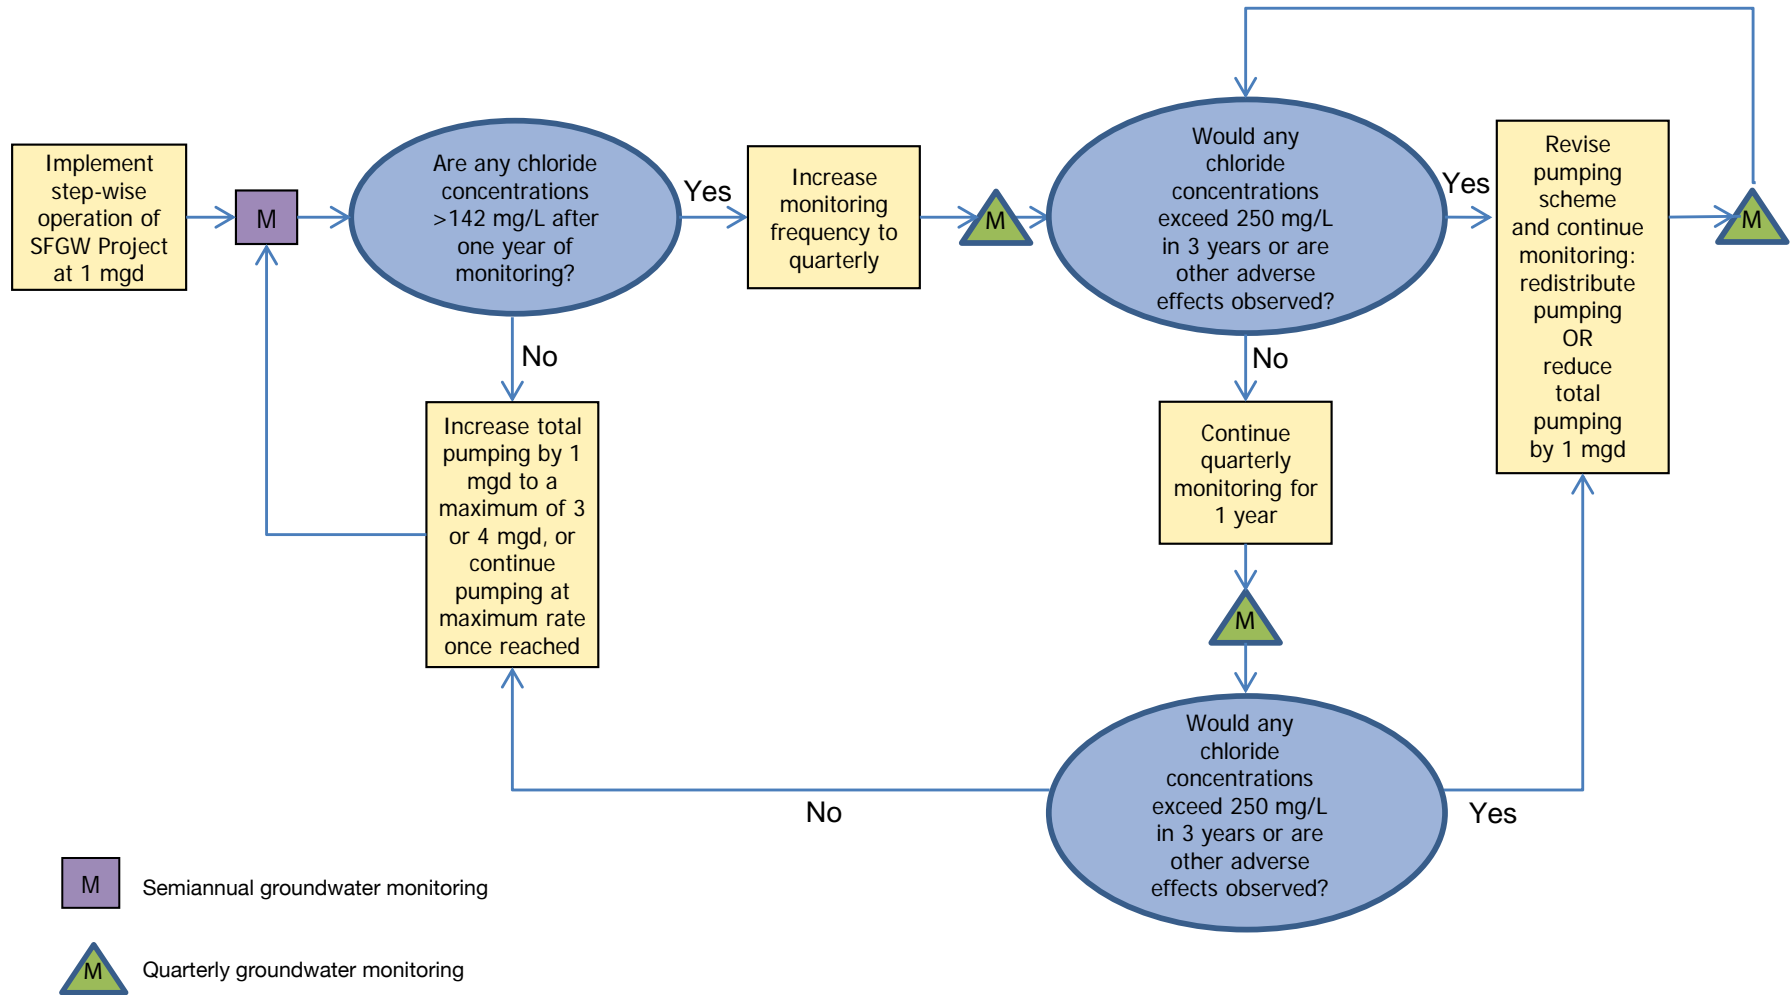 Implement
step-wise
operation of
SFGW Project
at 1 mgd
M
Are any chloride
concentrations
>142 mg/L after
one year of
monitoring?
Yes
No
Increase
monitoring
frequency to
quarterly
M
Would any
chloride
concentrations
exceed 250 mg/L
in 3 years or are
other adverse
effects observed?
Yes
No
Revise
pumping
scheme
and continue
monitoring:
redistribute
pumping
OR
reduce
total
pumping
by 1 mgd
M
Increase total
pumping by 1
mgd to a
maximum of 3
or 4 mgd, or
continue
pumping at
maximum rate
once reached
Continue
quarterly
monitoring for
1 year
M
Would any
chloride
concentrations
exceed 250 mg/L
in 3 years or are
other adverse
effects observed?
No
Yes
M Semiannual groundwater monitoring
M Quarterly groundwater monitoring